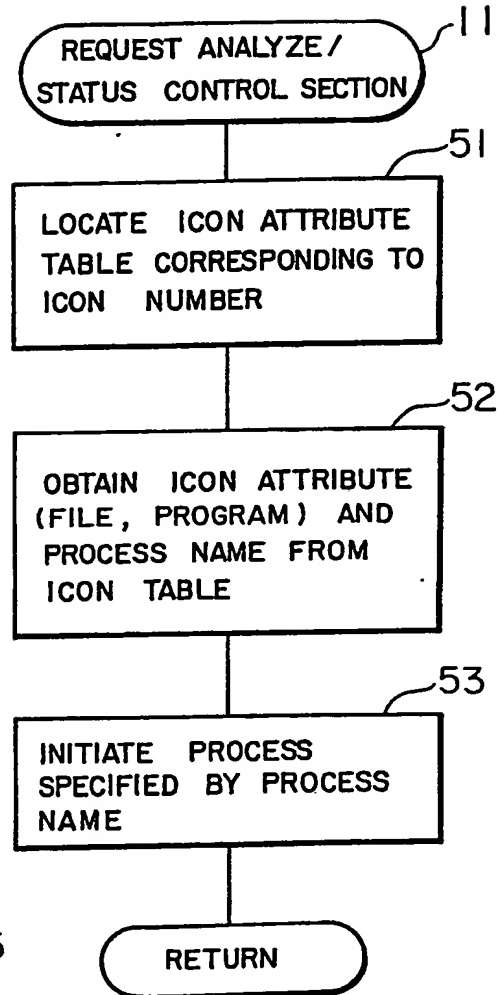 11
REQUEST ANALYZE/
STATUS CONTROL SECTION
51
LOCATE ICON ATTRIBUTE
TABLE CORRESPONDING TO
ICON NUMBER
52
OBTAIN ICON ATTRIBUTE
(FILE, PROGRAM) AND
PROCESS NAME FROM
ICON TABLE
53
INITIATE PROCESS
SPECIFIED BY PROCESS
NAME
RETURN